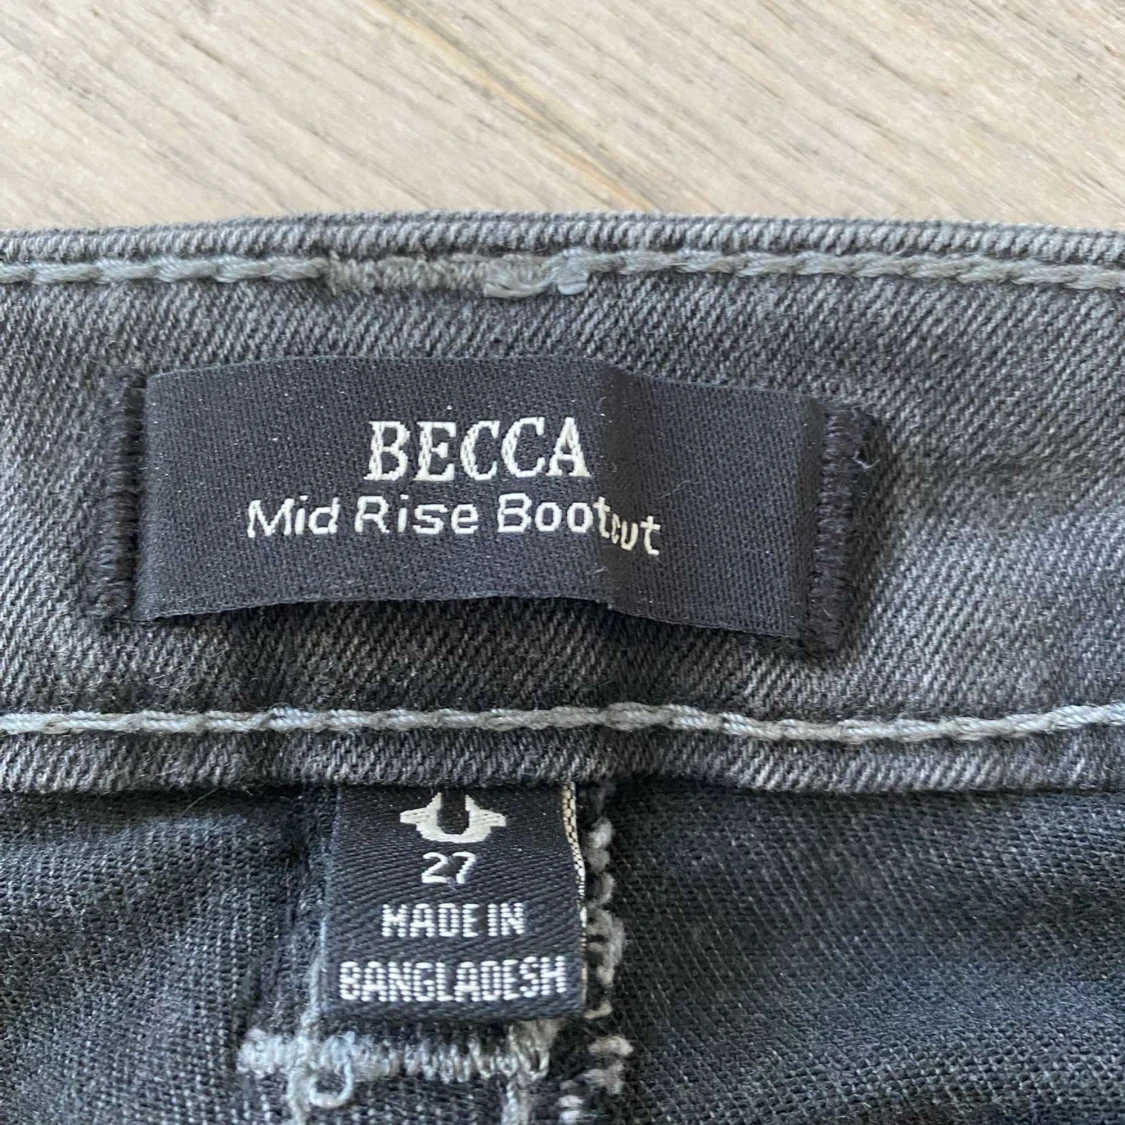 BECCA
Mid Rise Bootcut
27
MADE IN
BANGLADESH